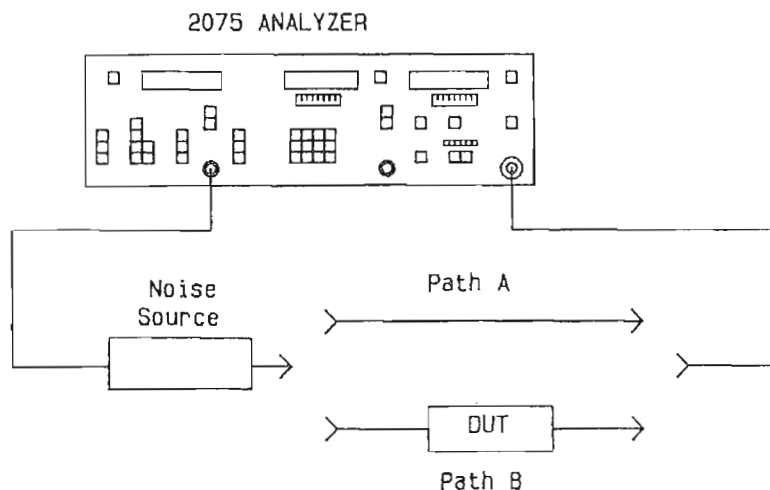 2075 ANALYZER
Noise
Source
Path A
DUT
Path B